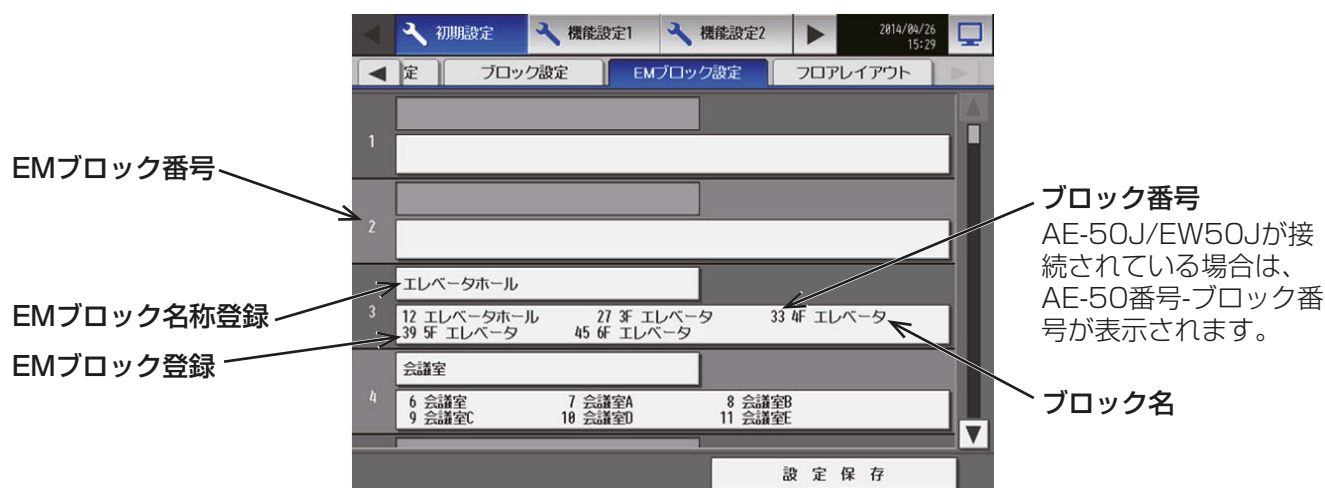 初期設定 機能設定1 機能設定2 2014/04/26
15:29
定 ブロック設定 EMブロック設定 フロアレイアウト
1
EMブロック番号
2
ブロック番号
AE-50J/EW50Jが接
続されている場合は、
AE-50番号-ブロック番
号が表示されます。
エレベータホール
EMブロック名称登録
3
12 エレベータホール 27 3F エレベータ 33 4F エレベータ
39 5F エレベータ 45 6F エレベータ
EMブロック登録
会議室
ブロック名
4
6 会議室 7 会議室A 8 会議室B
9 会議室C 10 会議室D 11 会議室E
設定保存